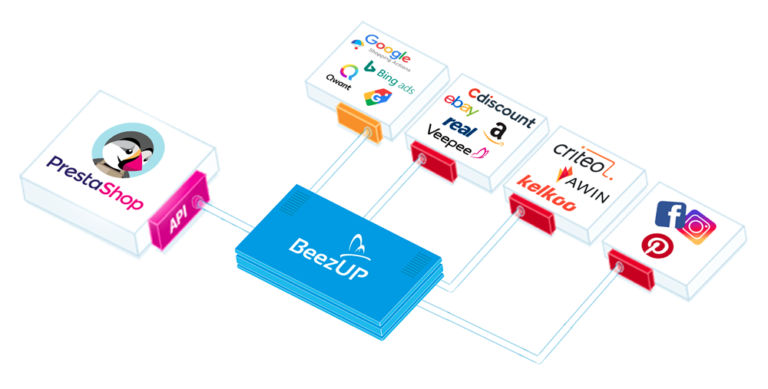 Google
Shopping Actions
Bing ads
Qwant
G
Cdiscount
ebay
a
real
Veepee
criteo
AWIN
kelkoo
f
PrestaShop
API
BeezUP